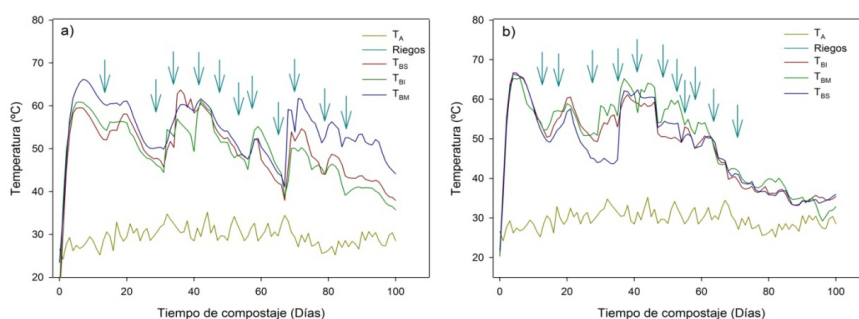 a)
80
70
60
50
40
30
20
Temperatura (ºC)
0 20 40 60 80 100
Tiempo de compostaje (Días)
T_A
Riegos
T_BS
T_BI
T_BM
b)
80
70
60
50
40
30
20
Temperatura (ºC)
0 20 40 60 80 100
Tiempo de compostaje (Días)
T_A
Riegos
T_BI
T_BM
T_BS